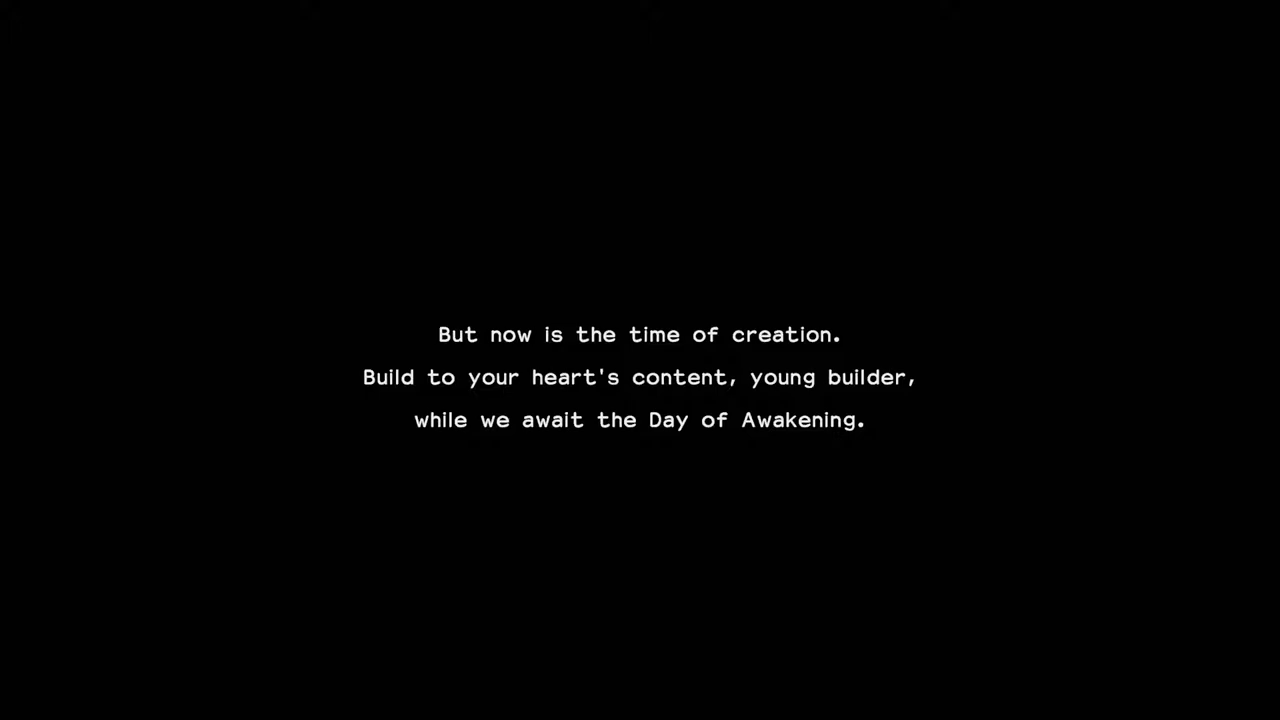 But now is the time of creation.
Build to your heart's content, young builder,
while we await the Day of Awakening.